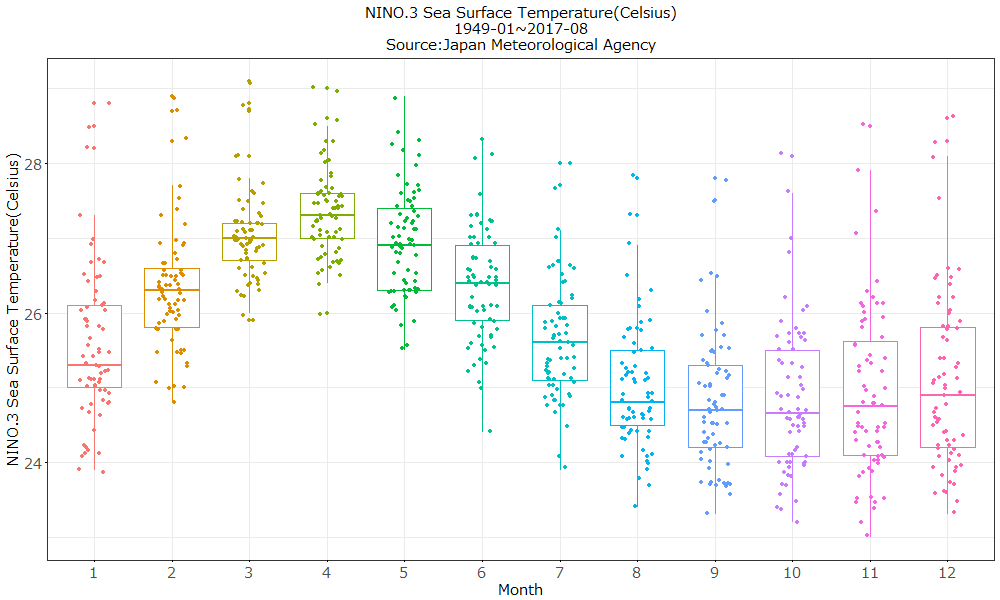 NINO.3 Sea Surface Temperature(Celsius)
1949-01~2017-08
Source:Japan Meteorological Agency
NINO.3 Sea Surface Temperature(Celsius)
28
26
24
1 2 3 4 5 6 7 8 9 10 11 12
Month